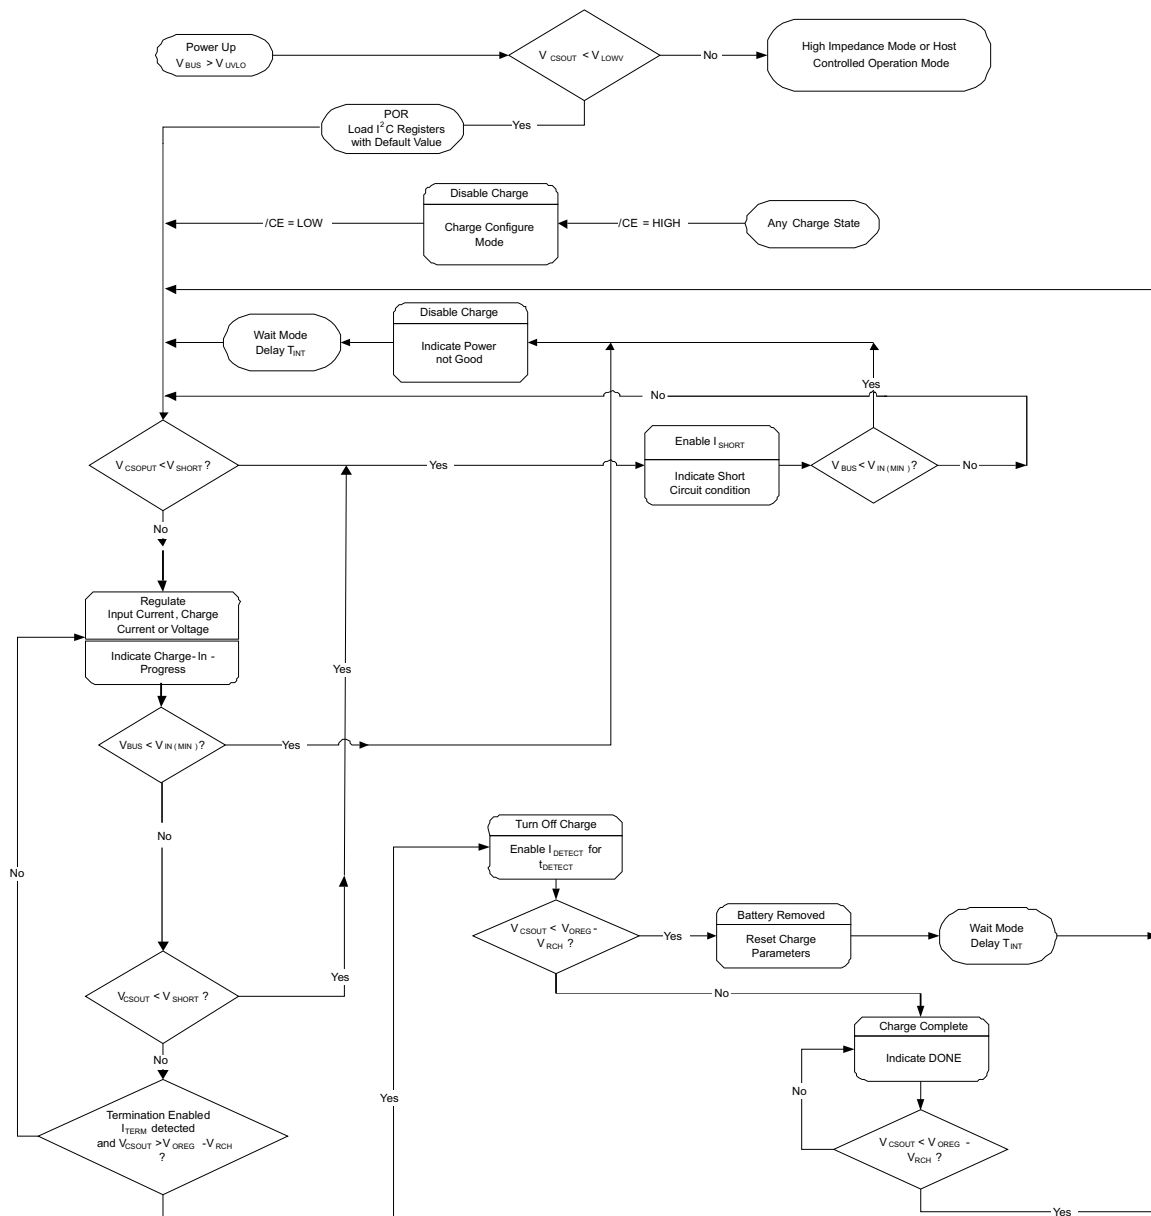 Power Up
V BUS > V UVLO
V CSOUT < V LOWV
No
High Impedance Mode or Host
Controlled Operation Mode
POR
Load I2C Registers
with Default Value
Yes
Disable Charge
/CE = LOW
Charge Configure
Mode
/CE = HIGH
Any Charge State
Disable Charge
Wait Mode
Delay TINT
Indicate Power
not Good
Yes
No
V CSOPUT < V SHORT ?
Yes
Enable I SHORT
Indicate Short
Circuit condition
V BUS < V IN ( MIN ) ?
No
No
Regulate
Input Current, Charge
Current or Voltage
Indicate Charge- In -
Progress
Yes
VBUS < V IN ( MIN ) ?
Yes
No
No
Turn Off Charge
Enable I DETECT for
tDETECT
V CSOUT < V OREG -
V RCH ?
Yes
Battery Removed
Reset Charge
Parameters
Wait Mode
Delay TINT
Yes
VCSOUT < V SHORT ?
No
No
Charge Complete
Indicate DONE
No
Yes
Termination Enabled
ITERM detected
and VCSOUT >V OREG -V RCH
?
V CSOUT < V OREG -
VRCH ?
Yes